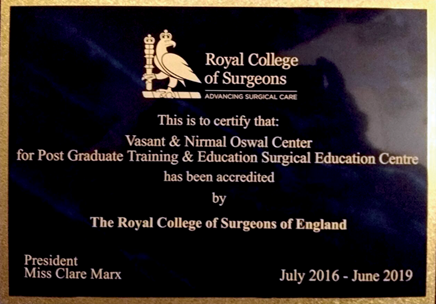 Royal College
of Surgeons
ADVANCING SURGICAL CARE
This is to certify that:
Vasant & Nirmal Oswal Center
for Post Graduate Training & Education Surgical Education Centre
has been accredited
by
The Royal College of Surgeons of England
President
Miss Clare Marx
July 2016 - June 2019